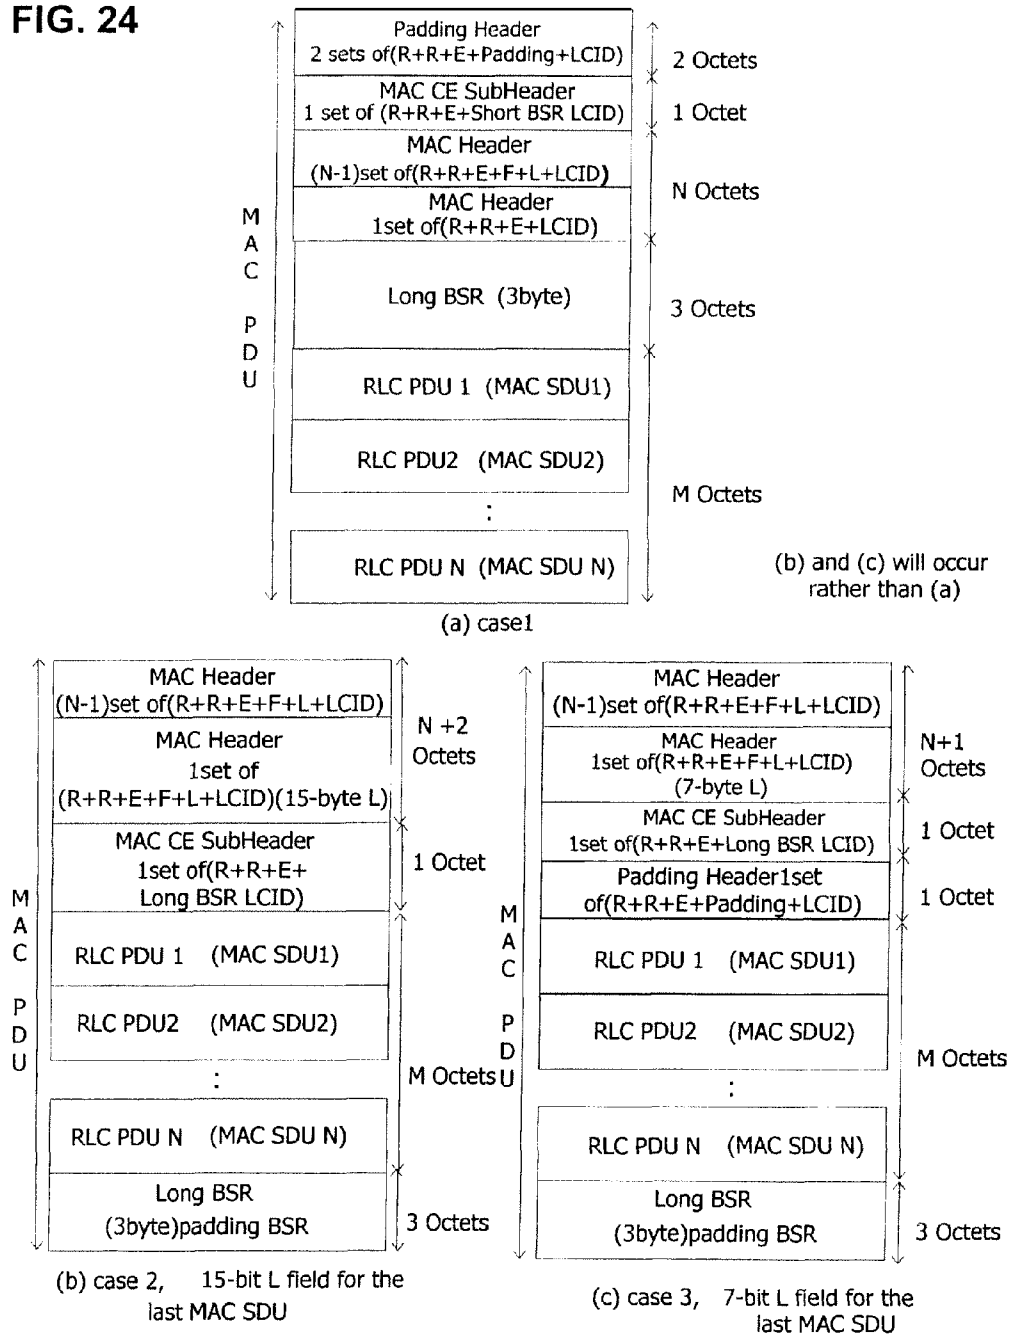 FIG. 24
Padding Header
2 sets of(R+R+E+Padding+LCID)
2 Octets
MAC CE SubHeader
1 set of (R+R+E+Short BSR LCID)
1 Octet
MAC Header
(N-1)set of(R+R+E+F+L+LCID)
MAC Header
1set of(R+R+E+LCID)
N Octets
MAC PDU
Long BSR (3byte)
3 Octets
RLC PDU 1 (MAC SDU1)
RLC PDU2 (MAC SDU2)
:
RLC PDU N (MAC SDU N)
M Octets
(a) case1
(b) and (c) will occur
rather than (a)
MAC Header
(N-1)set of(R+R+E+F+L+LCID)
MAC Header
1set of
(R+R+E+F+L+LCID)(15-byte L)
N +2
Octets
MAC CE SubHeader
1set of(R+R+E+
Long BSR LCID)
1 Octet
MAC PDU
RLC PDU 1 (MAC SDU1)
RLC PDU2 (MAC SDU2)
:
RLC PDU N (MAC SDU N)
M Octets
Long BSR
(3byte)padding BSR
3 Octets
(b) case 2, 15-bit L field for the
last MAC SDU
MAC Header
(N-1)set of(R+R+E+F+L+LCID)
MAC Header
1set of(R+R+E+F+L+LCID)
(7-byte L)
N+1
Octets
MAC CE SubHeader
1set of(R+R+E+Long BSR LCID)
1 Octet
Padding Header1set
of(R+R+E+Padding+LCID)
1 Octet
MAC PDU
RLC PDU 1 (MAC SDU1)
RLC PDU2 (MAC SDU2)
:
RLC PDU N (MAC SDU N)
M Octets
Long BSR
(3byte)padding BSR
3 Octets
(c) case 3, 7-bit L field for the
last MAC SDU